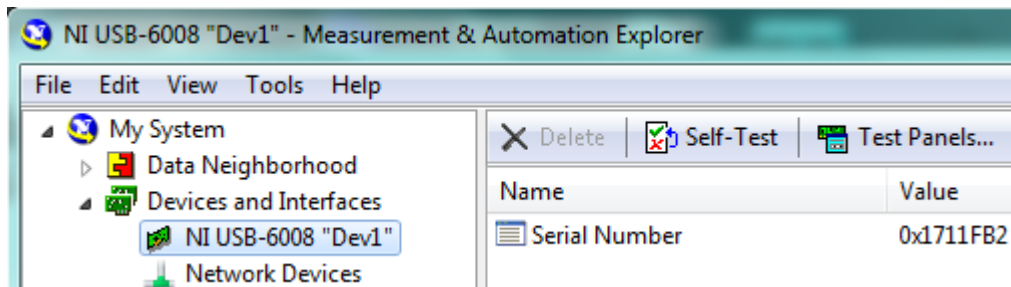 NI USB-6008 "Dev1" - Measurement & Automation Explorer
File Edit View Tools Help
My System
Data Neighborhood
Devices and Interfaces
NI USB-6008 "Dev1"
Network Devices
Delete Self-Test Test Panels...
Name Value
Serial Number 0x1711FB2